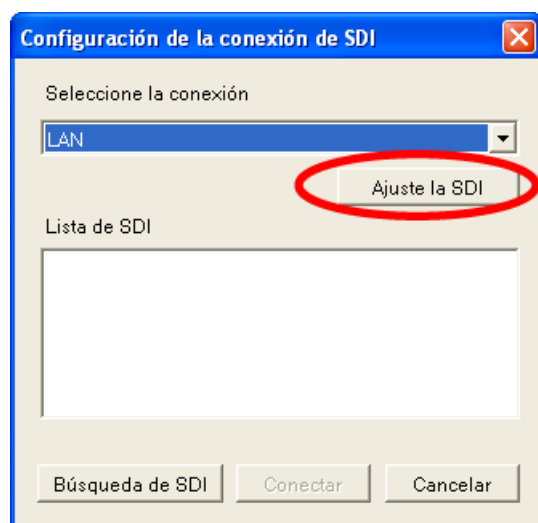 Configuración de la conexión de SDI
Seleccione la conexión
LAN
Ajuste la SDI
Lista de SDI
Búsqueda de SDI
Conectar
Cancelar